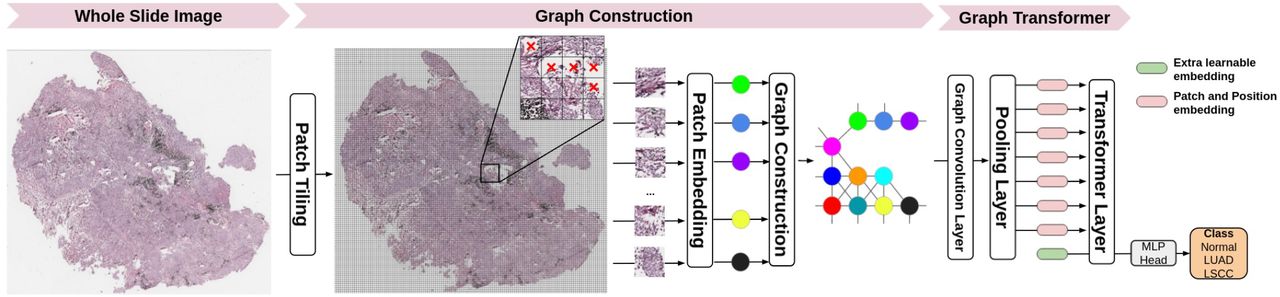 Whole Slide Image
Graph Construction
Graph Transformer
Patch Tiling
...
Patch Embedding
Graph Construction
Graph Convolution Layer
Pooling Layer
Transformer Layer
Extra learnable
embedding
Patch and Position
embedding
MLP
Head
Class
Normal
LUAD
LSCC